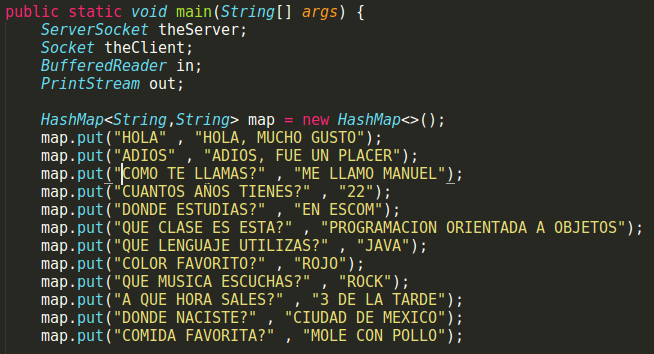 public static void main(String[] args) {
ServerSocket theServer;
Socket theClient;
BufferedReader in;
PrintStream out;
HashMap<String,String> map = new HashMap<>();
map.put("HOLA" , "HOLA, MUCHO GUSTO");
map.put("ADIOS" , "ADIOS, FUE UN PLACER");
map.put("COMO TE LLAMAS?" , "ME LLAMO MANUEL");
map.put("CUANTOS AÑOS TIENES?" , "22");
map.put("DONDE ESTUDIAS?" , "EN ESCOM");
map.put("QUE CLASE ES ESTA?" , "PROGRAMACION ORIENTADA A OBJETOS");
map.put("QUE LENGUAJE UTILIZAS?" , "JAVA");
map.put("COLOR FAVORITO?" , "ROJO");
map.put("QUE MUSICA ESCUCHAS?" , "ROCK");
map.put("A QUE HORA SALES?" , "3 DE LA TARDE");
map.put("DONDE NACISTE?" , "CIUDAD DE MEXICO");
map.put("COMIDA FAVORITA?" , "MOLE CON POLLO");